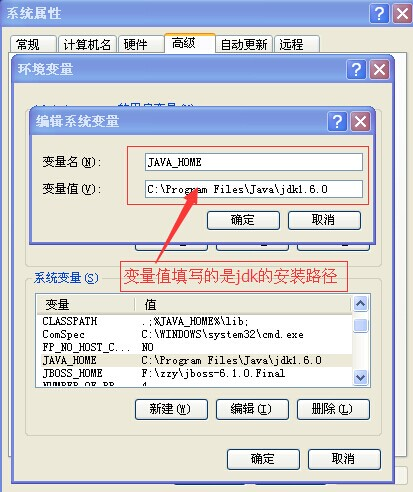 系统属性
常规 计算机名 硬件 高级 自动更新 远程
环境变量
编辑系统变量
变量名(N): JAVA_HOME
变量值(V): C:\Program Files\Java\jdk1.6.0
确定 取消
变量值填写的是jdk的安装路径
系统变量(S)
变量 值
CLASSPATH .;%JAVA_HOME%\lib;
ComSpec C:\WINDOWS\system32\cmd.exe
FP_NO_HOST_C... NO
JAVA_HOME C:\Program Files\Java\jdk1.6.0
JBOSS_HOME F:\zzy\jboss-6.1.0.Final
新建(W) 编辑(I) 删除(L)
确定 取消